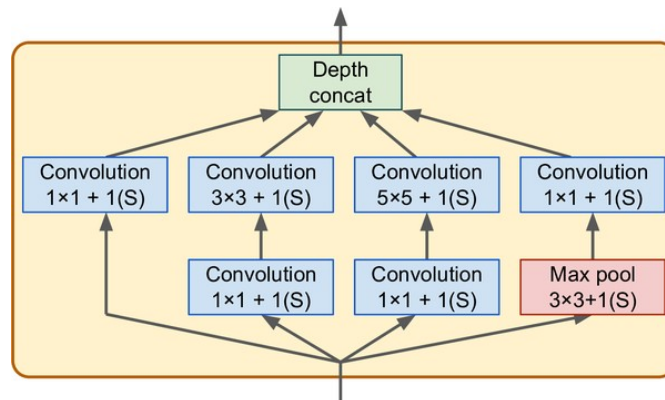 Depth
concat
Convolution
1×1 + 1(S)
Convolution
3×3 + 1(S)
Convolution
5×5 + 1(S)
Convolution
1×1 + 1(S)
Convolution
1×1 + 1(S)
Convolution
1×1 + 1(S)
Max pool
3×3+1(S)